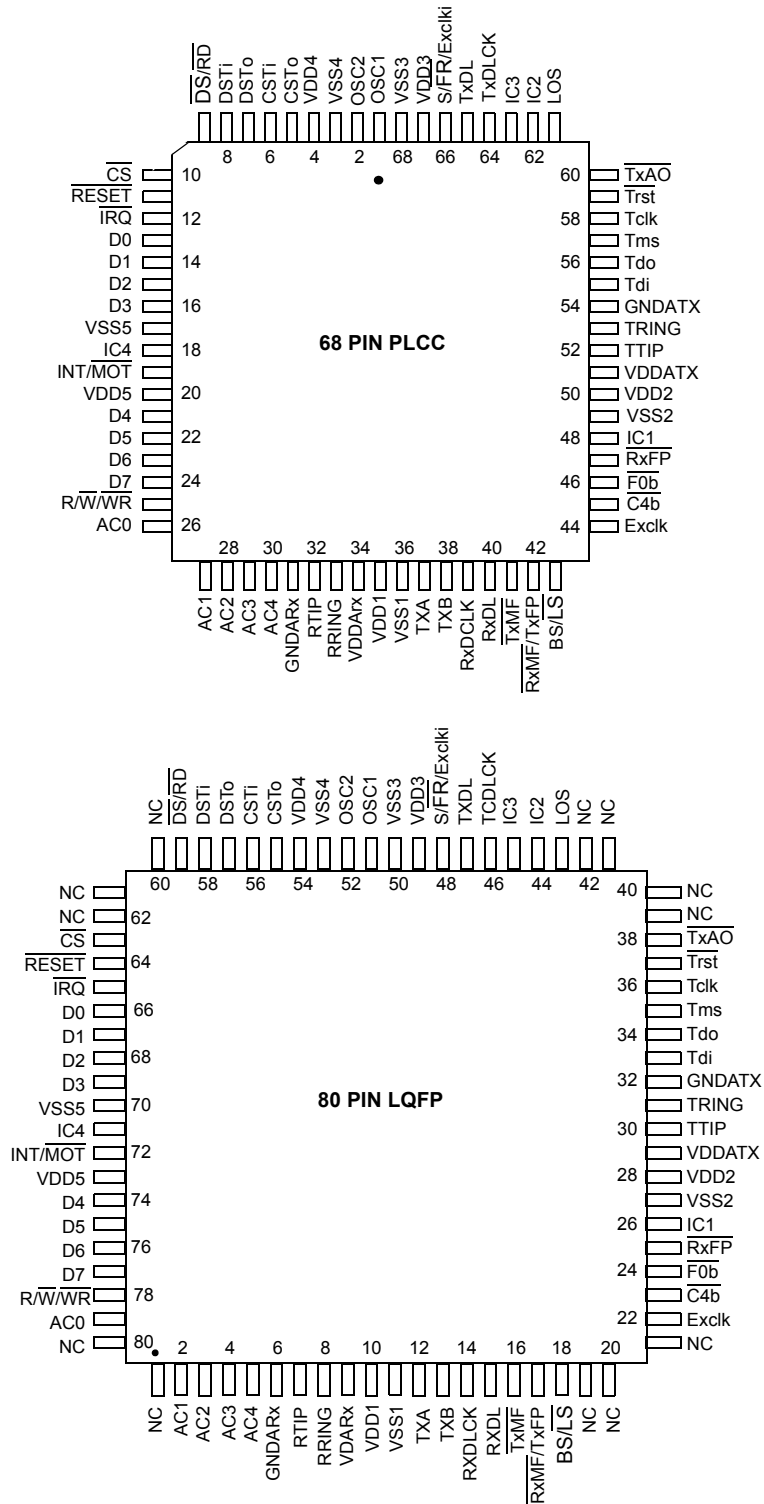 DS/RD
DSTi
DSTo
CSTi
CSTo
VDD4
VSS4
OSC2
OSC1
VSS3
VDD3
S/FR/Exclki
TxDL
TxDLCK
IC3
IC2
LOS
8 6 4 2 68 66 64 62
CS 10 60 TxAO
RESET Trst
IRQ 12 58 Tclk
D0 Tms
D1 14 56 Tdo
D2 Tdi
D3 16 54 GNDATX
VSS5 TRING
IC4 18 68 PIN PLCC 52 TTIP
INT/MOT VDDATX
VDD5 20 50 VDD2
D4 VSS2
D5 22 48 IC1
D6 RxFP
D7 24 46 F0b
R/W/WR C4b
AC0 26 44 Exclk
28 30 32 34 36 38 40 42
AC1
AC2
AC3
AC4
GNDARx
RTIP
RRING
VDDArx
VDD1
VSS1
TXA
TXB
RxDCLK
RxDL
TxMF
RxMF/TxFP
BS/LS
NC
DS/RD
DSTi
DSTo
CSTi
CSTo
VDD4
VSS4
OSC2
OSC1
VSS3
VDD3
S/FR/Exclki
TXDL
TCDLCK
IC3
IC2
LOS
NC
NC
60 58 56 54 52 50 48 46 44 42
NC 40 NC
NC 62 NC
CS 38 TxAO
RESET 64 Trst
IRQ 36 Tclk
D0 66 Tms
D1 34 Tdo
D2 68 Tdi
D3 32 GNDATX
VSS5 70 TRING
IC4 80 PIN LQFP 30 TTIP
INT/MOT 72 VDDATX
VDD5 28 VDD2
D4 74 VSS2
D5 26 IC1
D6 76 RxFP
D7 24 F0b
R/W/WR 78 C4b
AC0 22 Exclk
NC 80 NC
2 4 6 8 10 12 14 16 18 20
NC
AC1
AC2
AC3
AC4
GNDARx
RTIP
RRING
VDARx
VDD1
VSS1
TXA
TXB
RXDLCK
RXDL
TxMF
RxMF/TxFP
BS/LS
NC
NC